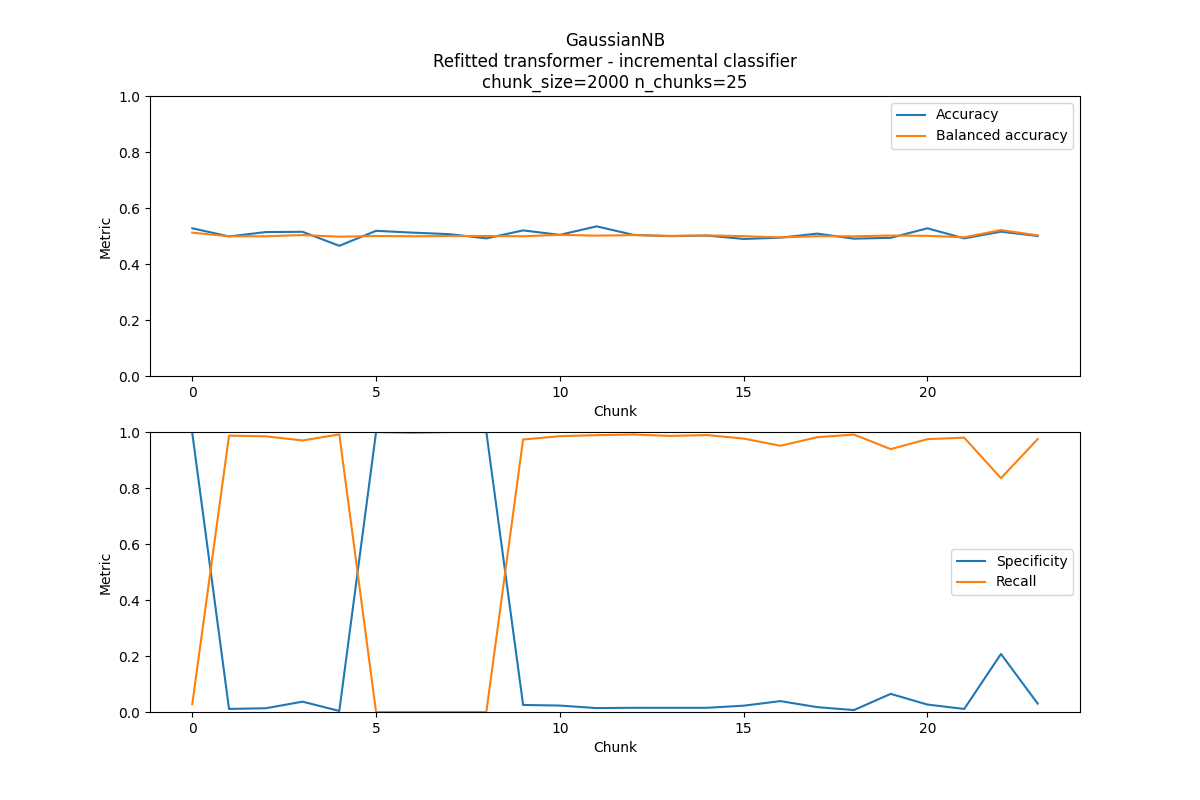 GaussianNB
Refitted transformer - incremental classifier
chunk_size=2000 n_chunks=25
1.0
0.8
0.6
0.4
0.2
0.0
Metric
Accuracy
Balanced accuracy
0 5 10 15 20
Chunk
1.0
0.8
0.6
0.4
0.2
0.0
Metric
Specificity
Recall
0 5 10 15 20
Chunk